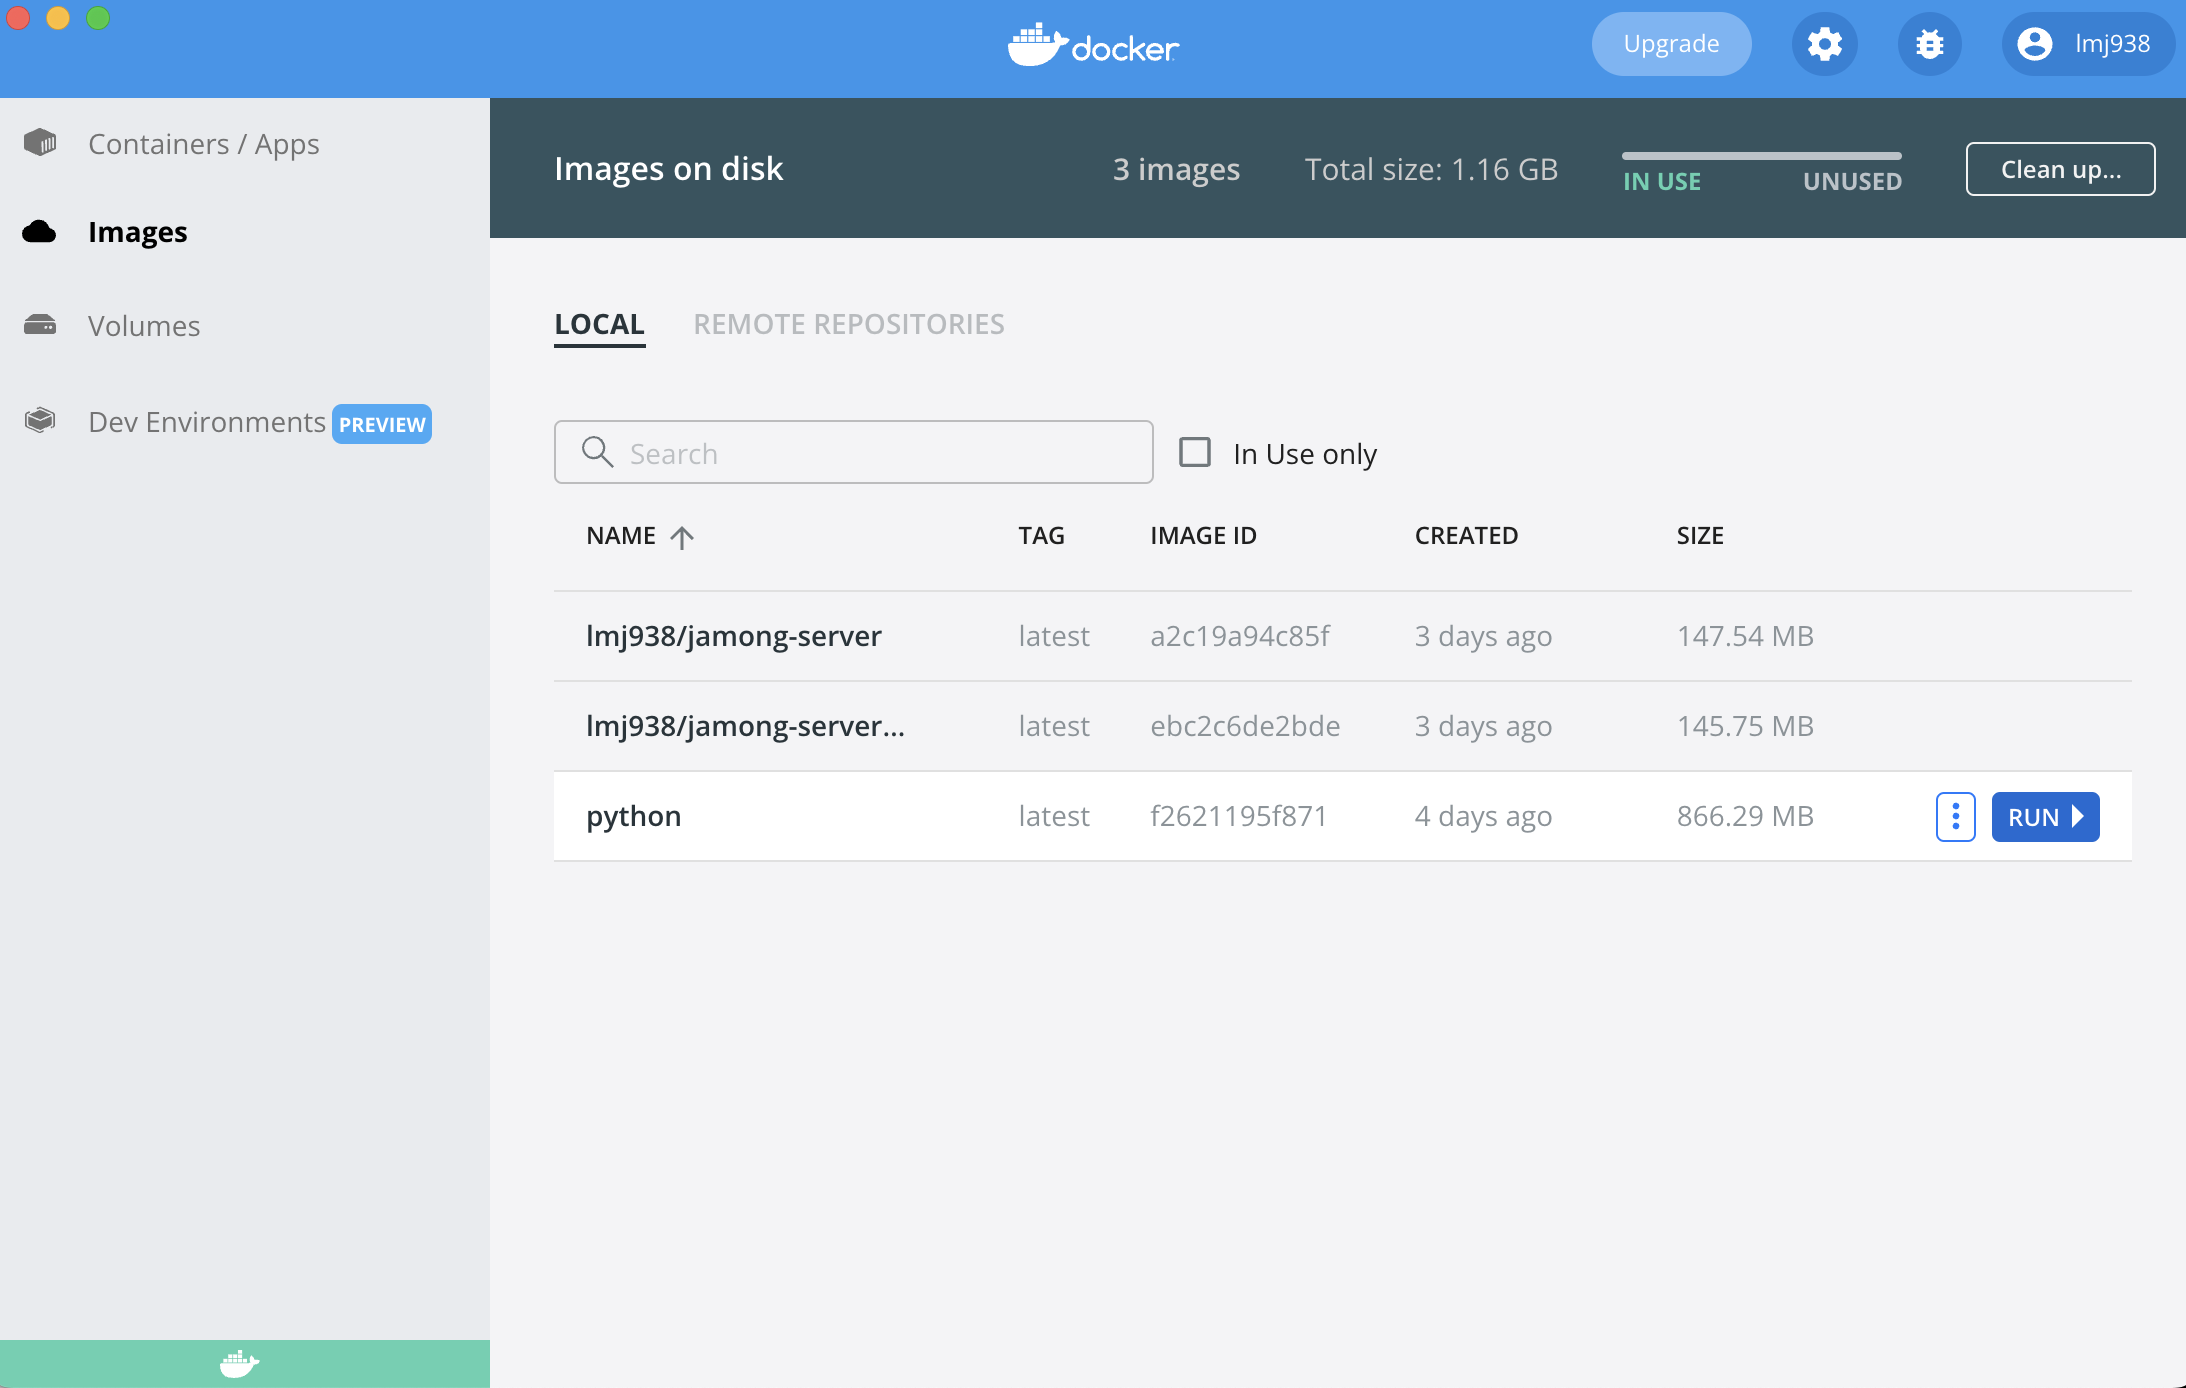 docker
Upgrade
lmj938
Containers / Apps
Images
Volumes
Dev Environments PREVIEW
Images on disk
3 images
Total size: 1.16 GB
IN USE
UNUSED
Clean up...
LOCAL
REMOTE REPOSITORIES
Search
In Use only
NAME TAG IMAGE ID CREATED SIZE
lmj938/jamong-server latest a2c19a94c85f 3 days ago 147.54 MB
lmj938/jamong-server... latest ebc2c6de2bde 3 days ago 145.75 MB
python latest f2621195f871 4 days ago 866.29 MB RUN